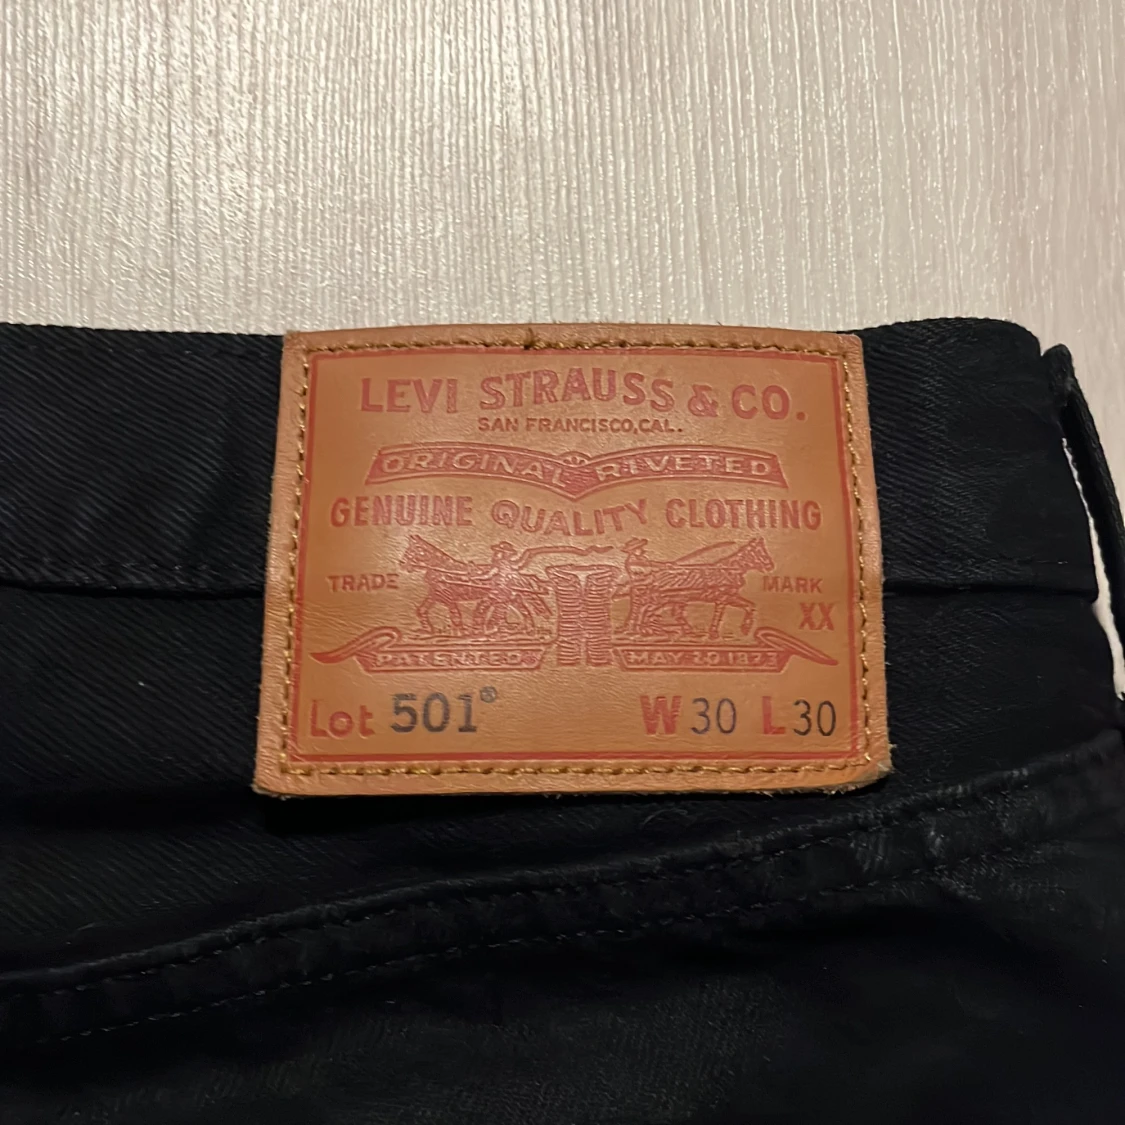 LEVI STRAUSS & CO.
SAN FRANCISCO, CAL.
ORIGINAL RIVETED
GENUINE QUALITY CLOTHING
TRADE MARK
XX
PATENTED MAY 20 1873
Lot 501® W 30 L 30